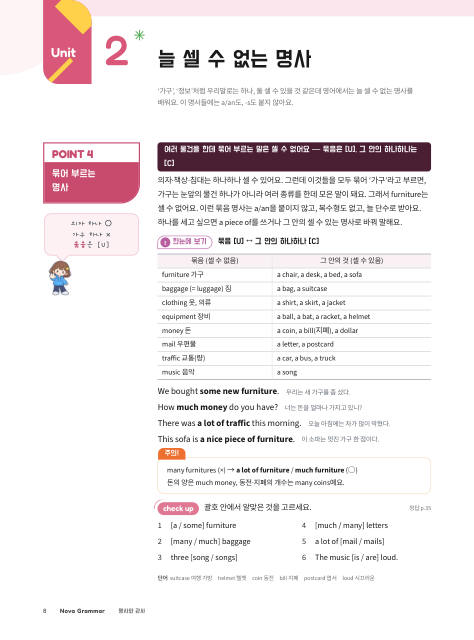 Unit
2
늘 셀 수 없는 명사
'가구', '정보'처럼 우리말로는 하나, 둘 셀 수 있을 것 같은데 영어에서는 늘 셀 수 없는 명사를
배워요. 이 명사들에는 a/an도, -s도 붙지 않아요.
POINT 4
묶어 부르는
명사
의자 하나 ○
가구 하나 ×
묶음은 [U]
여러 물건을 한데 묶어 부르는 말은 셀 수 없어요 — 묶음은 [U], 그 안의 하나하나는
[C]
의자·책상·침대는 하나하나 셀 수 있어요. 그런데 이것들을 모두 묶어 '가구'라고 부르면,
가구는 눈앞의 물건 하나가 아니라 여러 종류를 한데 모은 말이 돼요. 그래서 furniture는
셀 수 없어요. 이런 묶음 명사는 a/an을 붙이지 않고, 복수형도 없고, 늘 단수로 받아요.
하나를 세고 싶으면 a piece of를 쓰거나 그 안의 셀 수 있는 명사로 바꿔 말해요.
1 한눈에 보기 묶음 [U] ↔ 그 안의 하나하나 [C]
묶음 (셀 수 없음) 그 안의 것 (셀 수 있음)
furniture 가구 a chair, a desk, a bed, a sofa
baggage (= luggage) 짐 a bag, a suitcase
clothing 옷, 의류 a shirt, a skirt, a jacket
equipment 장비 a ball, a bat, a racket, a helmet
money 돈 a coin, a bill(지폐), a dollar
mail 우편물 a letter, a postcard
traffic 교통(량) a car, a bus, a truck
music 음악 a song
We bought some new furniture. 우리는 새 가구를 좀 샀다.
How much money do you have? 너는 돈을 얼마나 가지고 있니?
There was a lot of traffic this morning. 오늘 아침에는 차가 많이 막혔다.
This sofa is a nice piece of furniture. 이 소파는 멋진 가구 한 점이다.
주의!
many furnitures (×) → a lot of furniture / much furniture (○)
돈의 양은 much money, 동전·지폐의 개수는 many coins예요.
check up 괄호 안에서 알맞은 것을 고르세요. 정답 p.35
1 [a / some] furniture
2 [many / much] baggage
3 three [song / songs]
4 [much / many] letters
5 a lot of [mail / mails]
6 The music [is / are] loud.
단어 suitcase 여행 가방 helmet 헬멧 coin 동전 bill 지폐 postcard 엽서 loud 시끄러운
8 Nova Grammar 명사와 관사